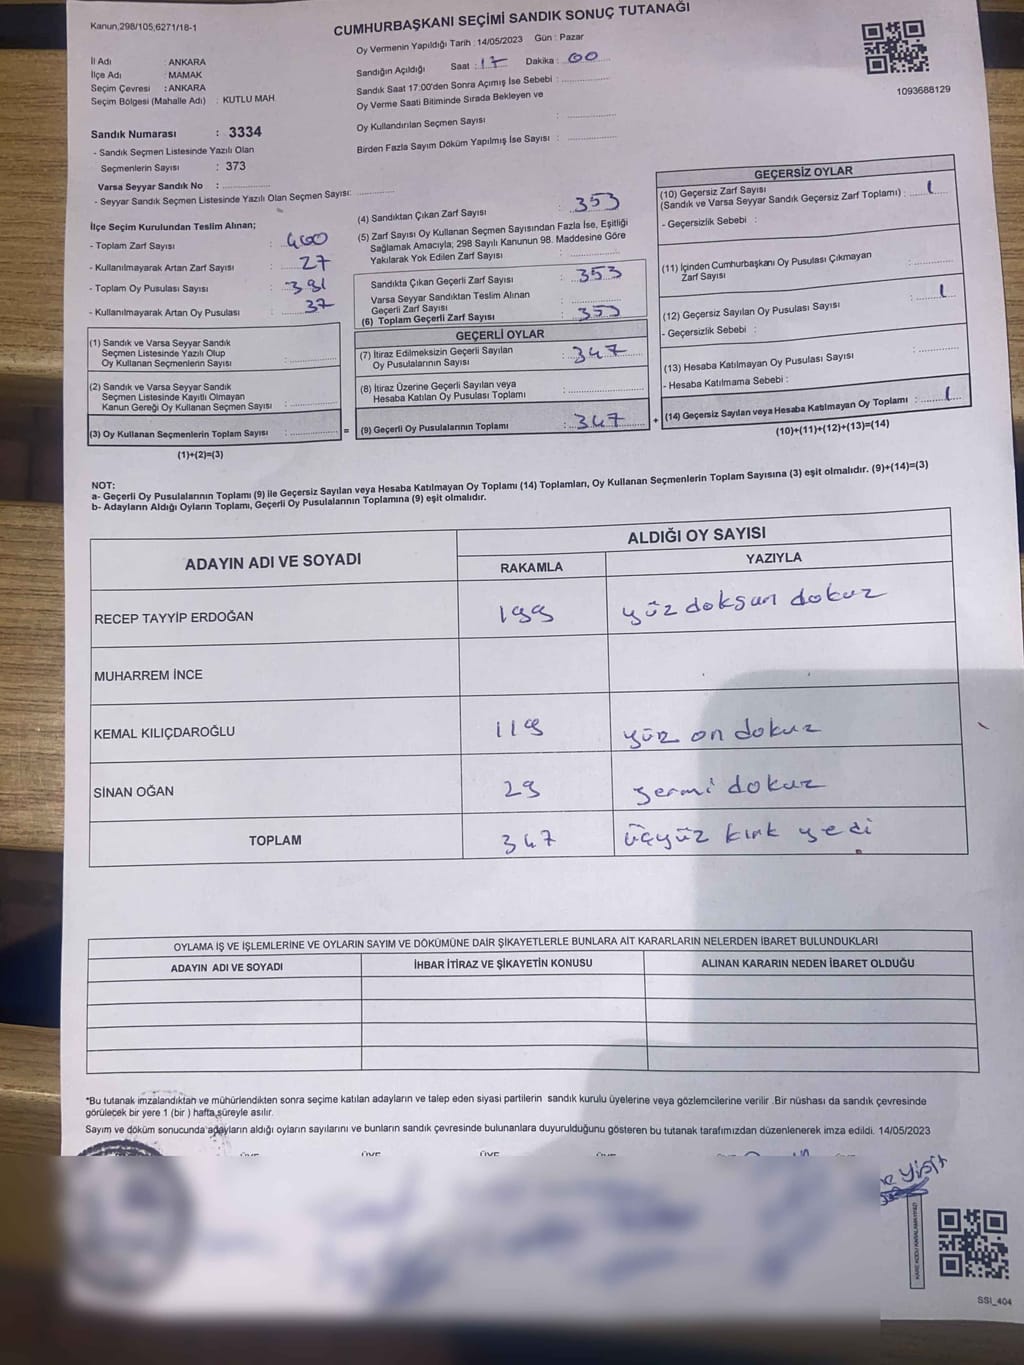 Kanun,298/105,6271/18-1
CUMHURBAŞKANI SEÇİMİ SANDIK SONUÇ TUTANAĞI
Oy Vermenin Yapıldığı Tarih : 14/05/2023 Gün : Pazar
İl Adı : ANKARA
İlçe Adı : MAMAK
Seçim Çevresi : ANKARA
Seçim Bölgesi (Mahalle Adı) : KUTLU MAH
Sandığın Açıldığı Saat : 17 Dakika : 00
Sandık Saat 17:00'den Sonra Açımış İse Sebebi :
Oy Verme Saati Bitiminde Sırada Bekleyen ve
Oy Kullandırılan Seçmen Sayısı :
Birden Fazla Sayım Döküm Yapılmış İse Sayısı :
1093688129
Sandık Numarası : 3334
- Sandık Seçmen Listesinde Yazılı Olan
Seçmenlerin Sayısı : 373
Varsa Seyyar Sandık No :
- Seyyar Sandık Seçmen Listesinde Yazılı Olan Seçmen Sayısı:
İlçe Seçim Kurulundan Teslim Alınan;
- Toplam Zarf Sayısı : 400
- Kullanılmayarak Artan Zarf Sayısı : 27
- Toplam Oy Pusulası Sayısı : 391
- Kullanılmayarak Artan Oy Pusulası : 37
(1) Sandık ve Varsa Seyyar Sandık
Seçmen Listesinde Yazılı Olup
Oy Kullanan Seçmenlerin Sayısı :
(2) Sandık ve Varsa Seyyar Sandık
Seçmen Listesinde Kayıtlı Olmayan
Kanun Gereği Oy Kullanan Seçmen Sayısı :
(3) Oy Kullanan Seçmenlerin Toplam Sayısı : =
(1)+(2)=(3)
(4) Sandıktan Çıkan Zarf Sayısı : 353
(5) Zarf Sayısı Oy Kullanan Seçmen Sayısından Fazla İse, Eşitliği
Sağlamak Amacıyla; 298 Sayılı Kanunun 98. Maddesine Göre
Yakılarak Yok Edilen Zarf Sayısı :
Sandıkta Çıkan Geçerli Zarf Sayısı : 353
Varsa Seyyar Sandıktan Teslim Alınan
Geçerli Zarf Sayısı :
(6) Toplam Geçerli Zarf Sayısı : 353
GEÇERLİ OYLAR
(7) İtiraz Edilmeksizin Geçerli Sayılan
Oy Pusulalarının Sayısı : 347
(8) İtiraz Üzerine Geçerli Sayılan veya
Hesaba Katılan Oy Pusulası Toplamı :
(9) Geçerli Oy Pusulalarının Toplamı : 347 +
GEÇERSİZ OYLAR
(10) Geçersiz Zarf Sayısı
(Sandık ve Varsa Seyyar Sandık Geçersiz Zarf Toplamı) : 1
- Geçersizlik Sebebi :
(11) İçinden Cumhurbaşkanı Oy Pusulası Çıkmayan
Zarf Sayısı :
(12) Geçersiz Sayılan Oy Pusulası Sayısı : 1
- Geçersizlik Sebebi :
(13) Hesaba Katılmayan Oy Pusulası Sayısı :
- Hesaba Katılmama Sebebi :
(14) Geçersiz Sayılan veya Hesaba Katılmayan Oy Toplamı : 1
(10)+(11)+(12)+(13)=(14)
NOT:
a- Geçerli Oy Pusulalarının Toplamı (9) ile Geçersiz Sayılan veya Hesaba Katılmayan Oy Toplamı (14) Toplamları, Oy Kullanan Seçmenlerin Toplam Sayısına (3) eşit olmalıdır. (9)+(14)=(3)
b- Adayların Aldığı Oyların Toplamı, Geçerli Oy Pusulalarının Toplamına (9) eşit olmalıdır.
ADAYIN ADI VE SOYADI ALDIĞI OY SAYISI
RAKAMLA YAZIYLA
RECEP TAYYİP ERDOĞAN 199 yüz doksan dokuz
MUHARREM İNCE
KEMAL KILIÇDAROĞLU 119 yüz on dokuz
SİNAN OĞAN 29 yermi dokuz
TOPLAM 347 üçyüz kırk yedi
OYLAMA İŞ VE İŞLEMLERİNE VE OYLARIN SAYIM VE DÖKÜMÜNE DAİR ŞİKAYETLERLE BUNLARA AİT KARARLARIN NELERDEN İBARET BULUNDUKLARI
ADAYIN ADI VE SOYADI İHBAR İTİRAZ VE ŞİKAYETİN KONUSU ALINAN KARARIN NEDEN İBARET OLDUĞU
*Bu tutanak imzalandıktan ve mühürlendikten sonra seçime katılan adayların ve talep eden siyasi partilerin sandık kurulu üyelerine veya gözlemcilerine verilir .Bir nüshası da sandık çevresinde
görülecek bir yere 1 (bir ) hafta süreyle asılır.
Sayım ve döküm sonucunda adayların aldığı oyların sayılarını ve bunların sandık çevresinde bulunanlara duyurulduğunu gösteren bu tutanak tarafımızdan düzenlenerek imza edildi. 14/05/2023
Yiğit
SSI_404